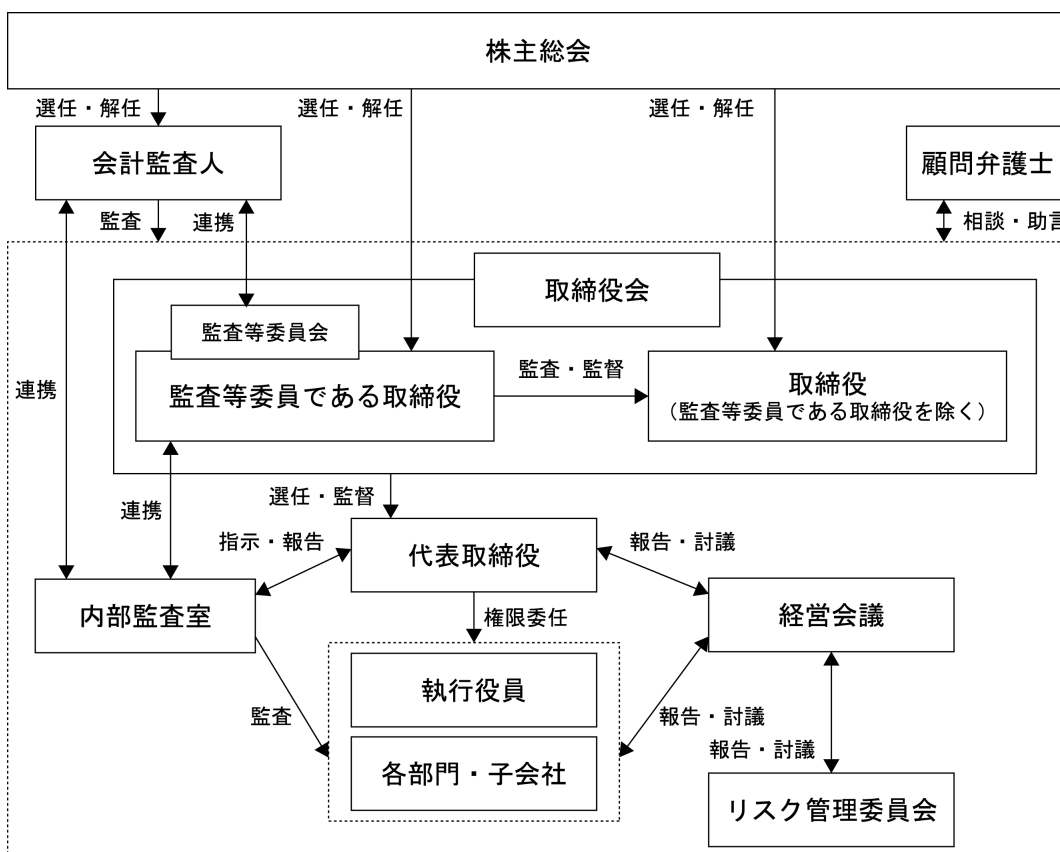 株主総会
選任・解任
選任・解任
選任・解任
会計監査人
顧問弁護士
監査
連携
相談・助言
取締役会
監査等委員会
連携
監査等委員である取締役
監査・監督
取締役
(監査等委員である取締役を除く)
連携
選任・監督
指示・報告
代表取締役
報告・討議
内部監査室
権限委任
経営会議
執行役員
監査
報告・討議
各部門・子会社
報告・討議
リスク管理委員会